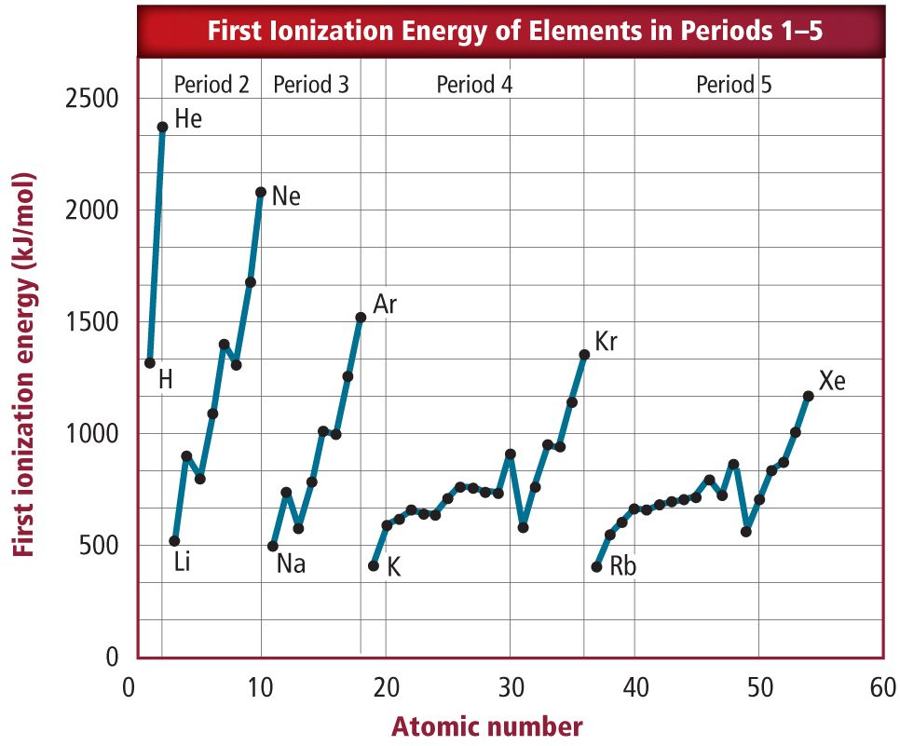 First Ionization Energy of Elements in Periods 1–5
Period 2 Period 3 Period 4 Period 5
2500
He
Ne
2000
1500
Ar
Kr
H
Xe
1000
500
Li
Na
K
Rb
0
0 10 20 30 40 50 60
Atomic number
First ionization energy (kJ/mol)